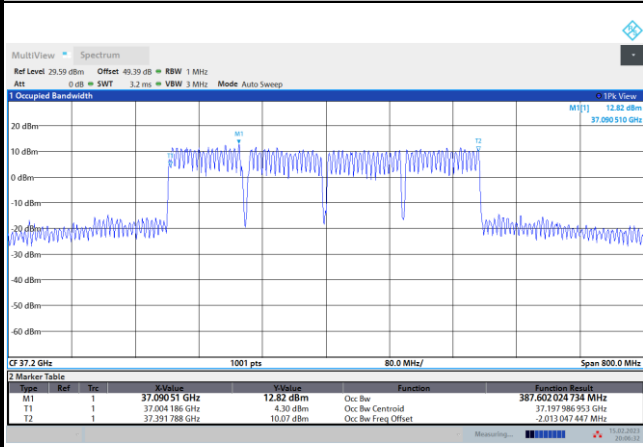 MultiView Spectrum
Ref Level 29.59 dBm Offset 49.39 dB RBW 1 MHz
Att 0 dB SWT 3.2 ms VBW 3 MHz Mode Auto Sweep
1 Occupied Bandwidth 1Pk View
M1[1] 12.82 dBm
37.090 510 GHz
20 dBm
M1
T2
10 dBm
0 dBm
-10 dBm
-20 dBm
-30 dBm
-40 dBm
-50 dBm
-60 dBm
CF 37.2 GHz 1001 pts 80.0 MHz/ Span 800.0 MHz
2 Marker Table
Type Ref Trc X-Value Y-Value Function Function Result
M1 1 37.090 51 GHz 12.82 dBm Occ Bw 387.602 024 734 MHz
T1 1 37.004 186 GHz 4.30 dBm Occ Bw Centroid 37.197 986 953 GHz
T2 1 37.391 788 GHz 10.07 dBm Occ Bw Freq Offset -2.013 047 447 MHz
Measuring...